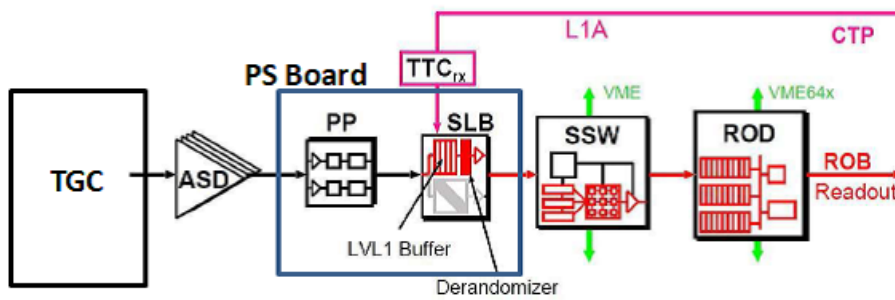 L1A
CTP
TTCrx
PS Board
VME
VME64x
PP
SLB
SSW
ROD
TGC
ASD
ROB
Readout
LVL1 Buffer
Derandomizer